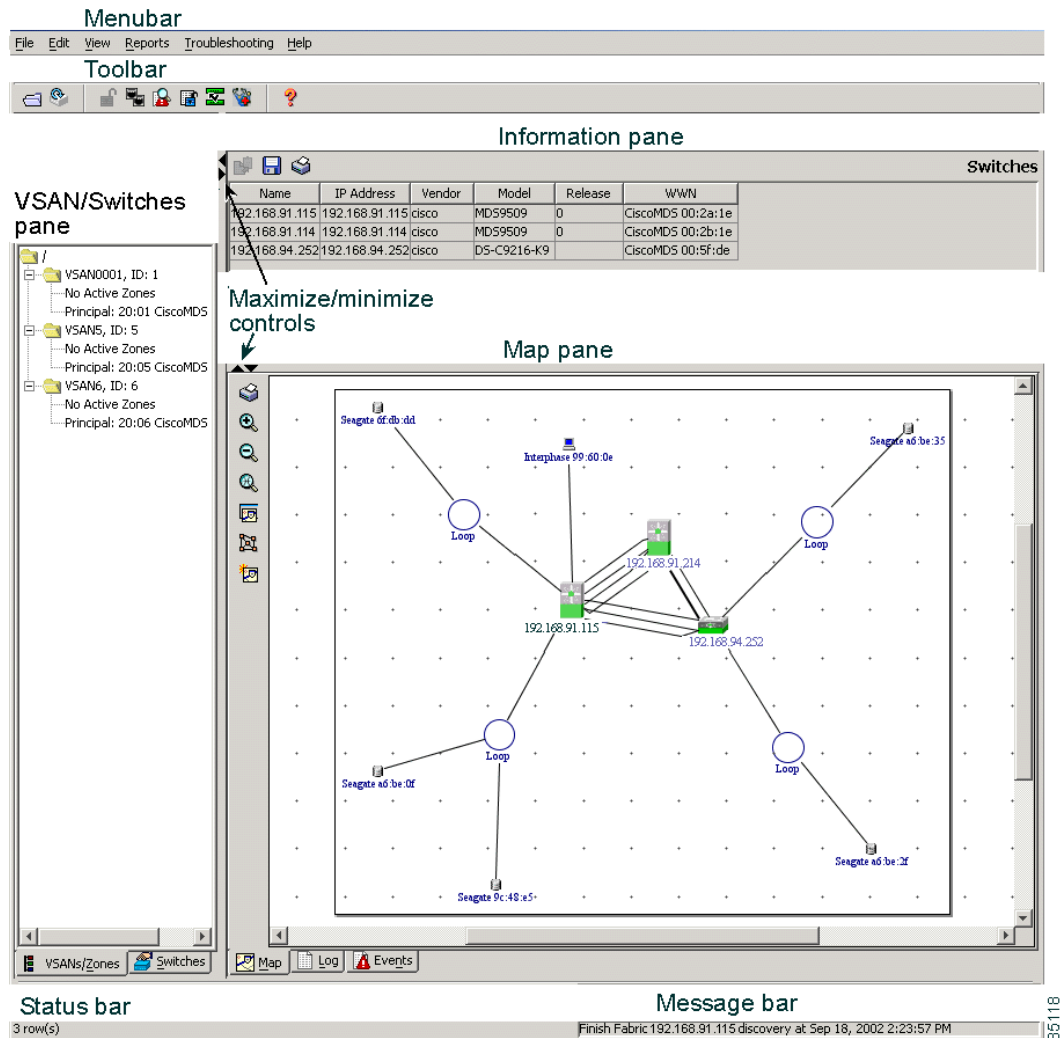 Menubar
File Edit View Reports Troubleshooting Help
Toolbar
Information pane
Switches
Name IP Address Vendor Model Release WWN
192.168.91.115 192.168.91.115 cisco MDS9509 0 CiscoMDS 00:2a:1e
192.168.91.114 192.168.91.114 cisco MDS9509 0 CiscoMDS 00:2b:1e
192.168.94.252 192.168.94.252 cisco DS-C9216-K9 CiscoMDS 00:5f:de
VSAN/Switches
pane
/
VSAN0001, ID: 1
No Active Zones
Principal: 20:01 CiscoMDS
VSAN5, ID: 5
No Active Zones
Principal: 20:05 CiscoMDS
VSAN6, ID: 6
No Active Zones
Principal: 20:06 CiscoMDS
Maximize/minimize
controls
Map pane
Seagate 6f:db:dd
Interphase 99:60:0e
Seagate a6:be:35
Loop
Loop
192.168.91.214
192.168.91.115
192.168.94.252
Loop
Loop
Seagate a6:be:0f
Seagate a6:be:2f
Seagate 9c:48:e5
VSANs/Zones Switches
Map Log Events
Status bar
Message bar
3 row(s)
Finish Fabric 192.168.91.115 discovery at Sep 18, 2002 2:23:57 PM
85118